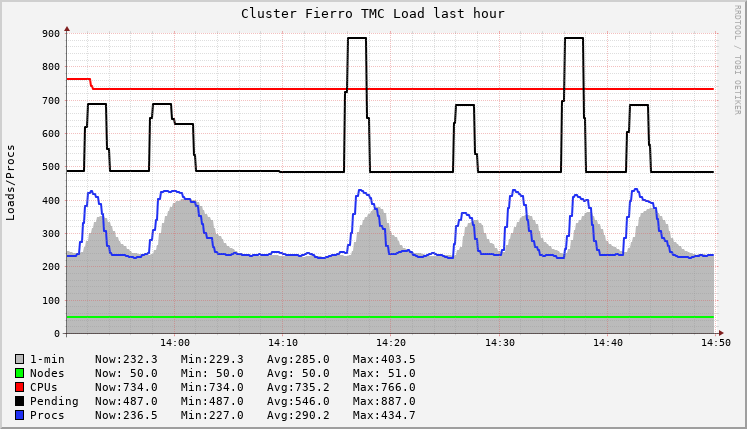 Cluster Fierro TMC Load last hour
RRDTOOL / TOBI OETIKER
Loads/Procs
900
800
700
600
500
400
300
200
100
0
14:00 14:10 14:20 14:30 14:40 14:50
1-min Now:232.3 Min:229.3 Avg:285.0 Max:403.5
Nodes Now: 50.0 Min: 50.0 Avg: 50.0 Max: 51.0
CPUs Now:734.0 Min:734.0 Avg:735.2 Max:766.0
Pending Now:487.0 Min:487.0 Avg:546.0 Max:887.0
Procs Now:236.5 Min:227.0 Avg:290.2 Max:434.7